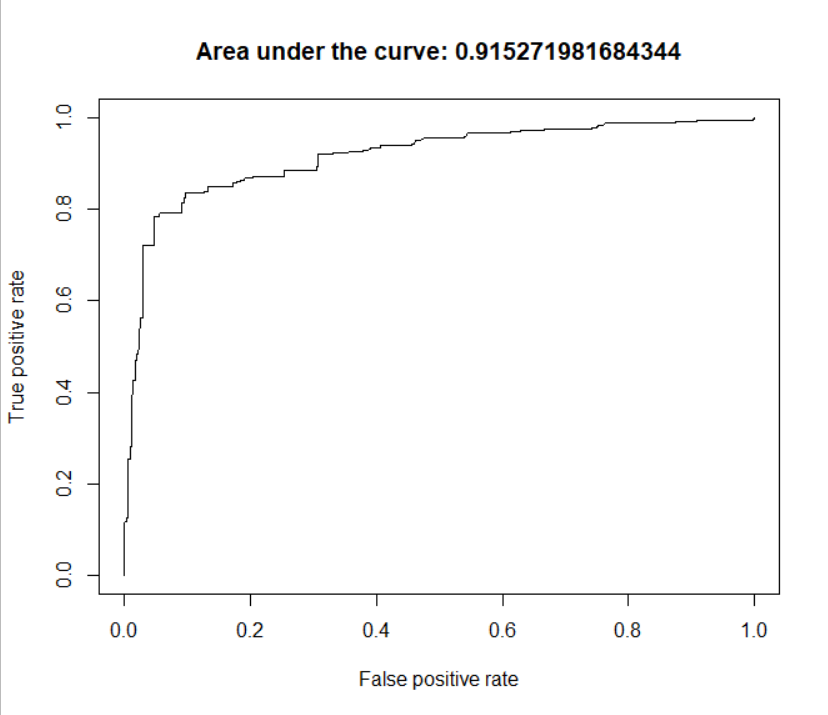 Area under the curve: 0.915271981684344
True positive rate
1.0
0.8
0.6
0.4
0.2
0.0
0.0 0.2 0.4 0.6 0.8 1.0
False positive rate